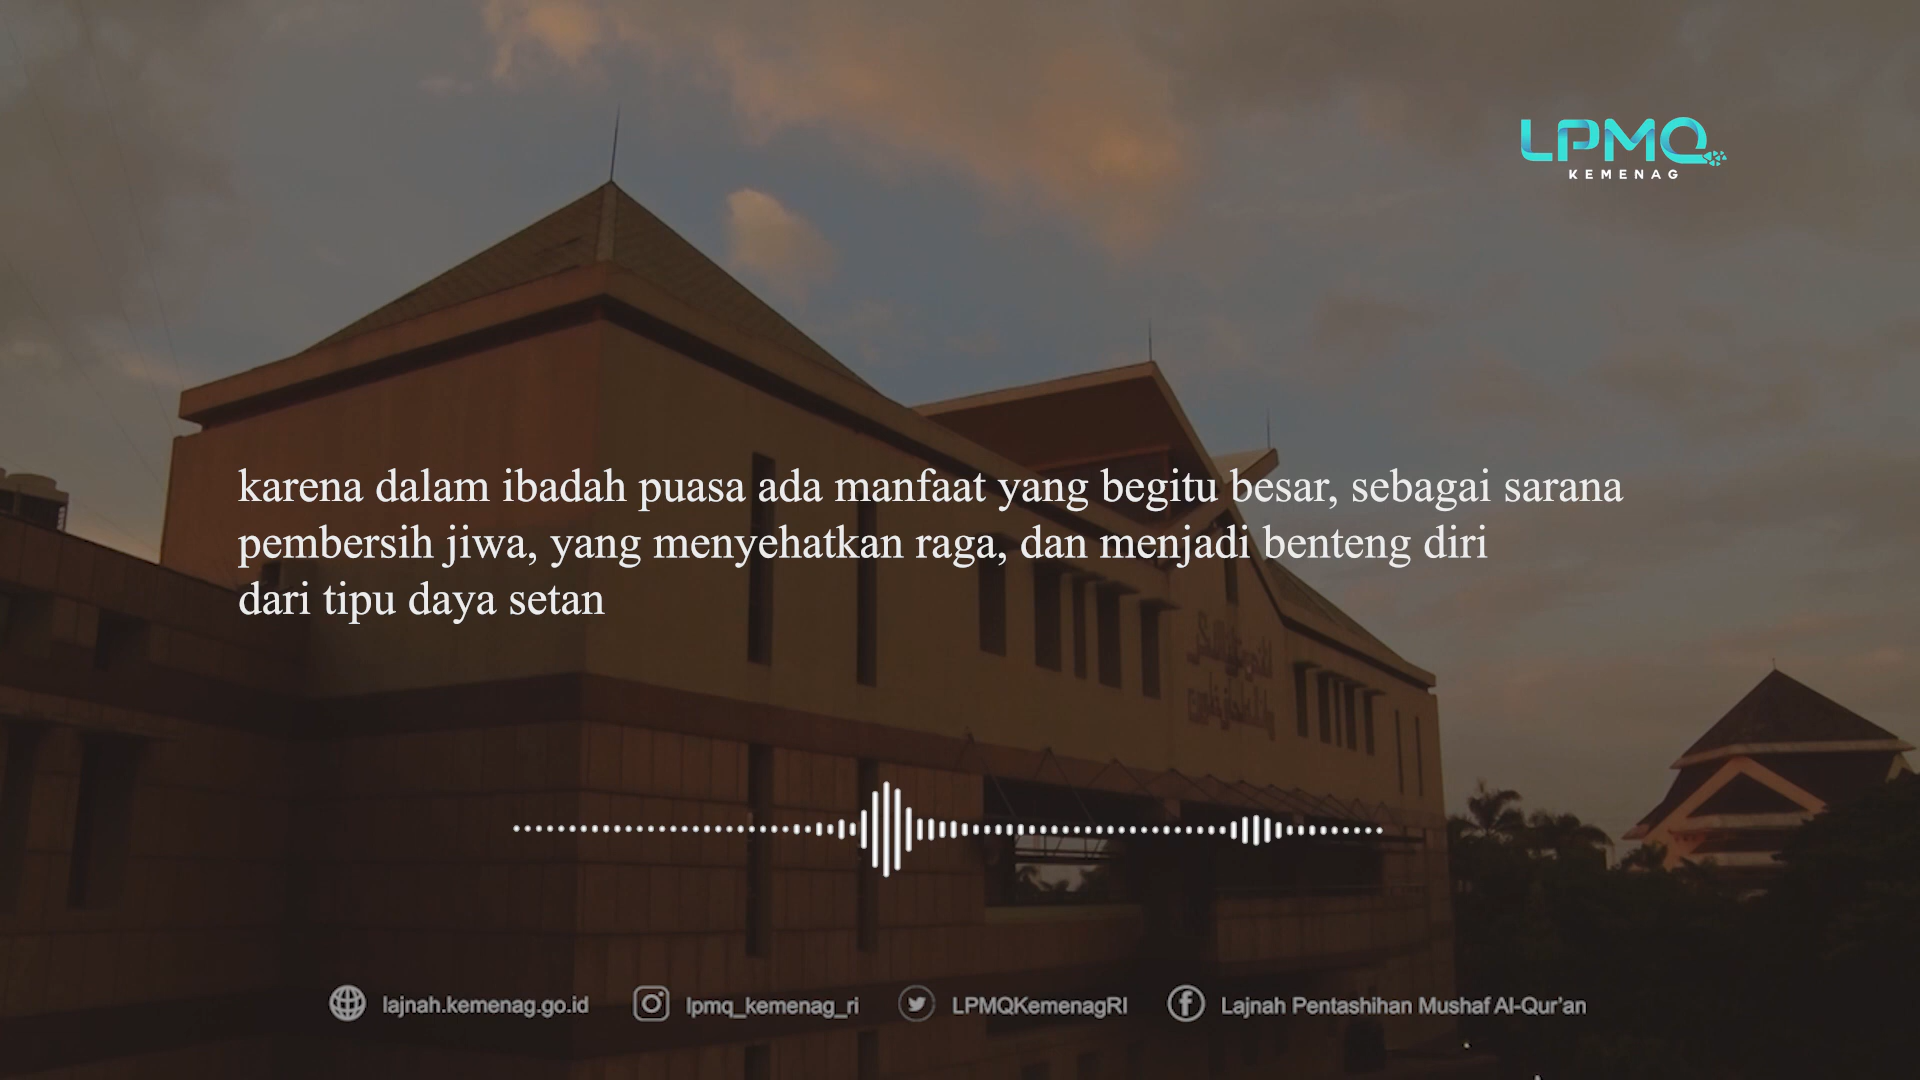 LPMQ
KEMENAG
karena dalam ibadah puasa ada manfaat yang begitu besar, sebagai sarana
pembersih jiwa, yang menyehatkan raga, dan menjadi benteng diri
dari tipu daya setan
lajnah.kemenag.go.id
lpmq_kemenag_ri
LPMQKemenagRI
Lajnah Pentashihan Mushaf Al-Qur'an